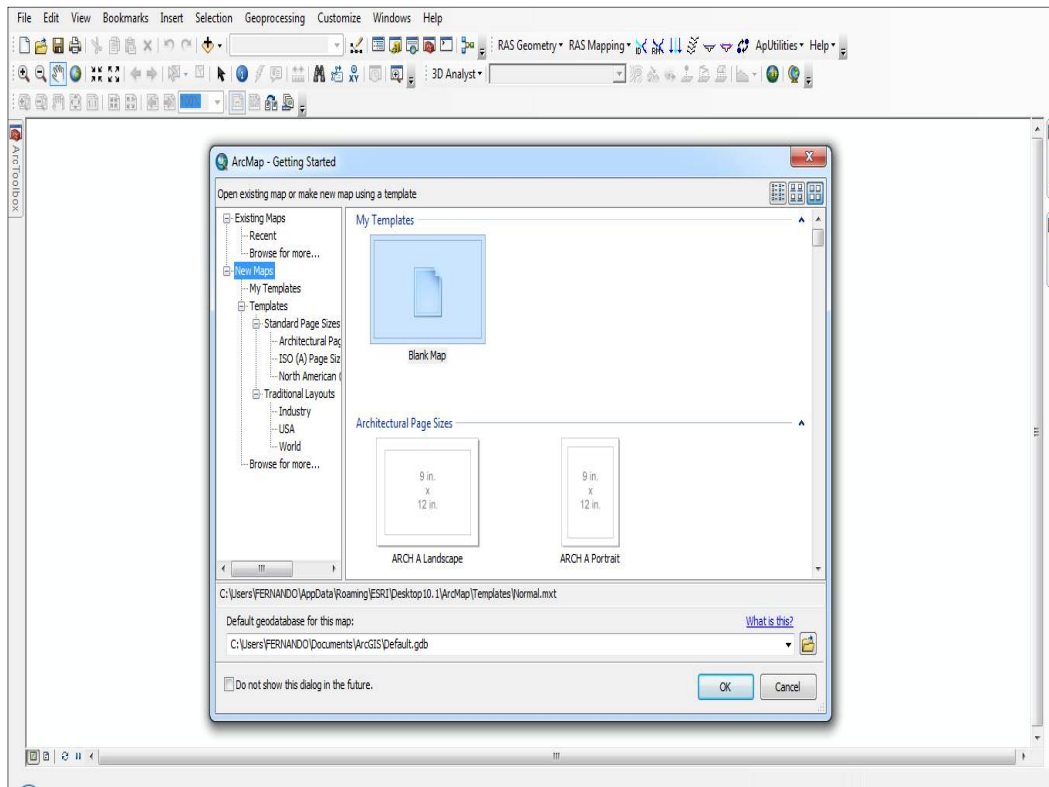 File Edit View Bookmarks Insert Selection Geoprocessing Customize Windows Help
RAS Geometry RAS Mapping ApUtilities Help
3D Analyst
ArcToolbox
ArcMap - Getting Started
Open existing map or make new map using a template
Existing Maps
Recent
Browse for more...
New Maps
My Templates
Templates
Standard Page Sizes
Architectural Pag
ISO (A) Page Siz
North American (
Traditional Layouts
Industry
USA
World
Browse for more...
My Templates
Blank Map
Architectural Page Sizes
9 in.
x
12 in.
ARCH A Landscape
9 in.
x
12 in.
ARCH A Portrait
C:\Users\FERNANDO\AppData\Roaming\ESRI\Desktop10.1\ArcMap\Templates\Normal.mxt
Default geodatabase for this map:
What is this?
C:\Users\FERNANDO\Documents\ArcGIS\Default.gdb
Do not show this dialog in the future.
OK Cancel